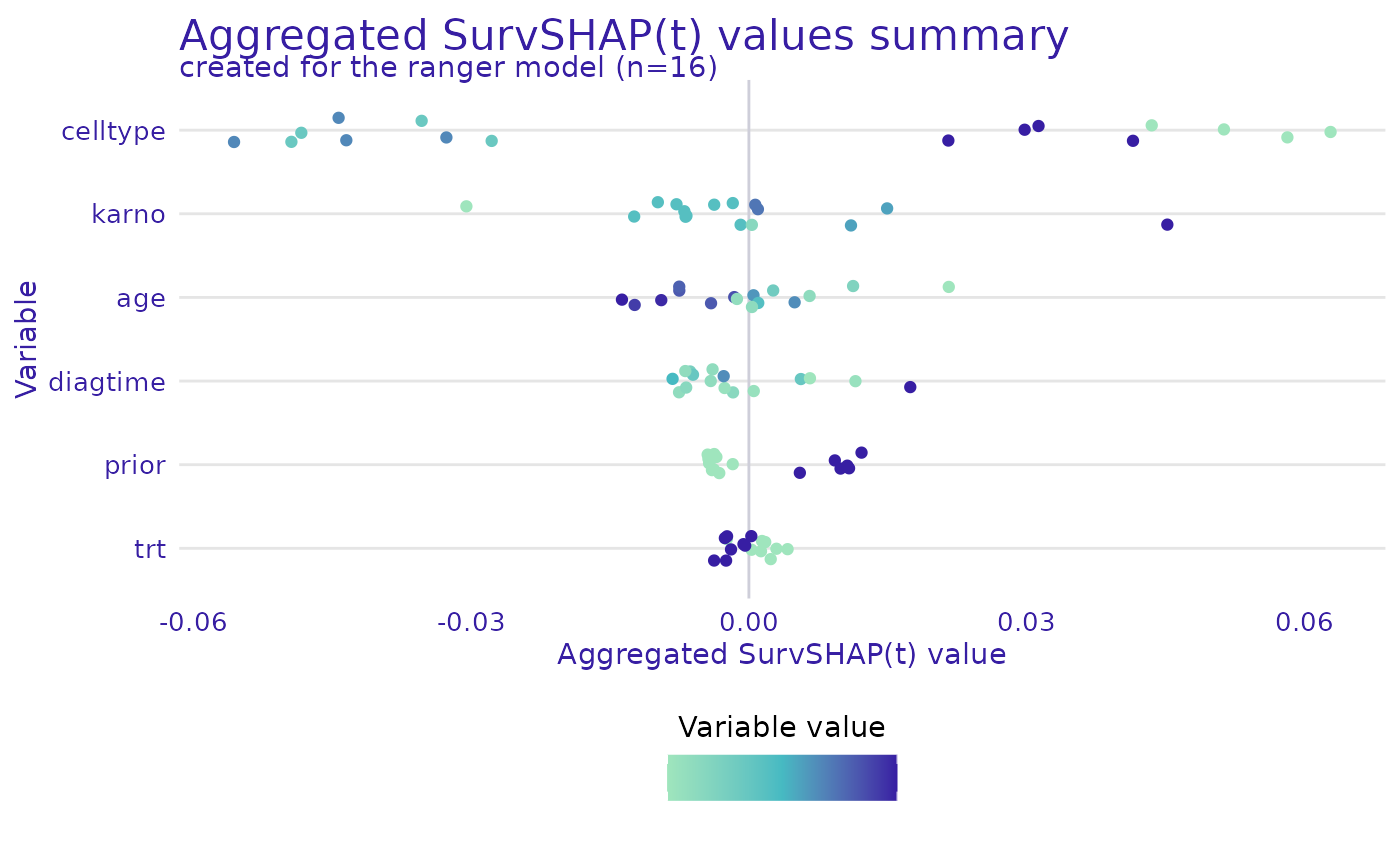 Aggregated SurvSHAP(t) values summary
created for the ranger model (n=16)
Variable
celltype
karno
age
diagtime
prior
trt
-0.06 -0.03 0.00 0.03 0.06
Aggregated SurvSHAP(t) value
Variable value